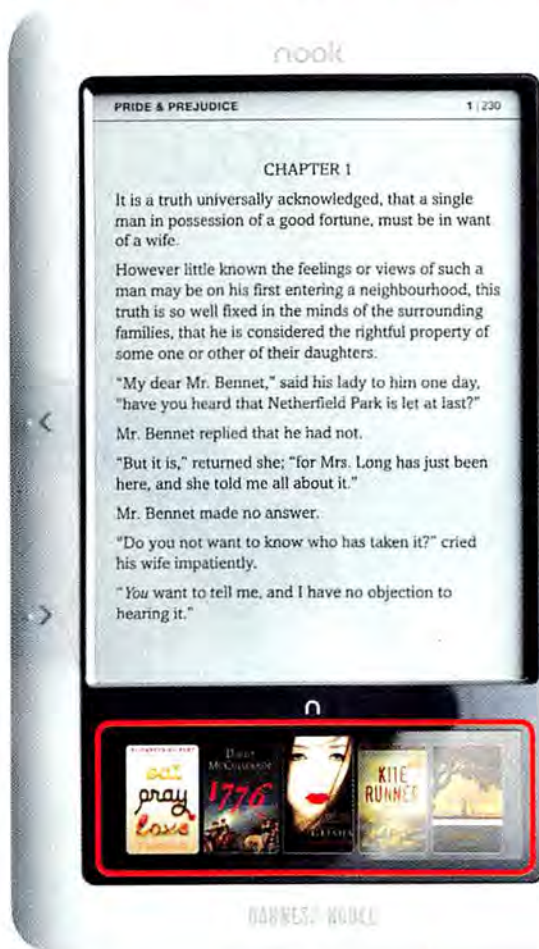 nook
PRIDE & PREJUDICE 1 | 230
CHAPTER 1
It is a truth universally acknowledged, that a single
man in possession of a good fortune, must be in want
of a wife.
However little known the feelings or views of such a
man may be on his first entering a neighbourhood, this
truth is so well fixed in the minds of the surrounding
families, that he is considered the rightful property of
some one or other of their daughters.
"My dear Mr. Bennet," said his lady to him one day,
"have you heard that Netherfield Park is let at last?"
Mr. Bennet replied that he had not.
"But it is," returned she; "for Mrs. Long has just been
here, and she told me all about it."
Mr. Bennet made no answer.
"Do you not want to know who has taken it?" cried
his wife impatiently.
"You want to tell me, and I have no objection to
hearing it."
n
eat
pray
love
DAVID
McCULLOUGH
1776
GEISHA
KITE
RUNNER
BARNES & NOBLE